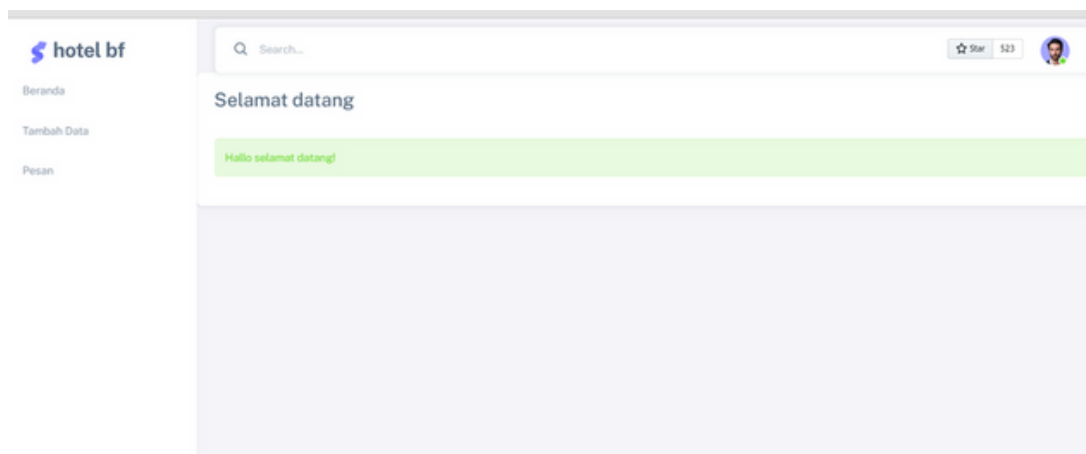 hotel bf
Beranda
Tambah Data
Pesan
Search...
Star 523
Selamat datang
Hallo selamat datang!